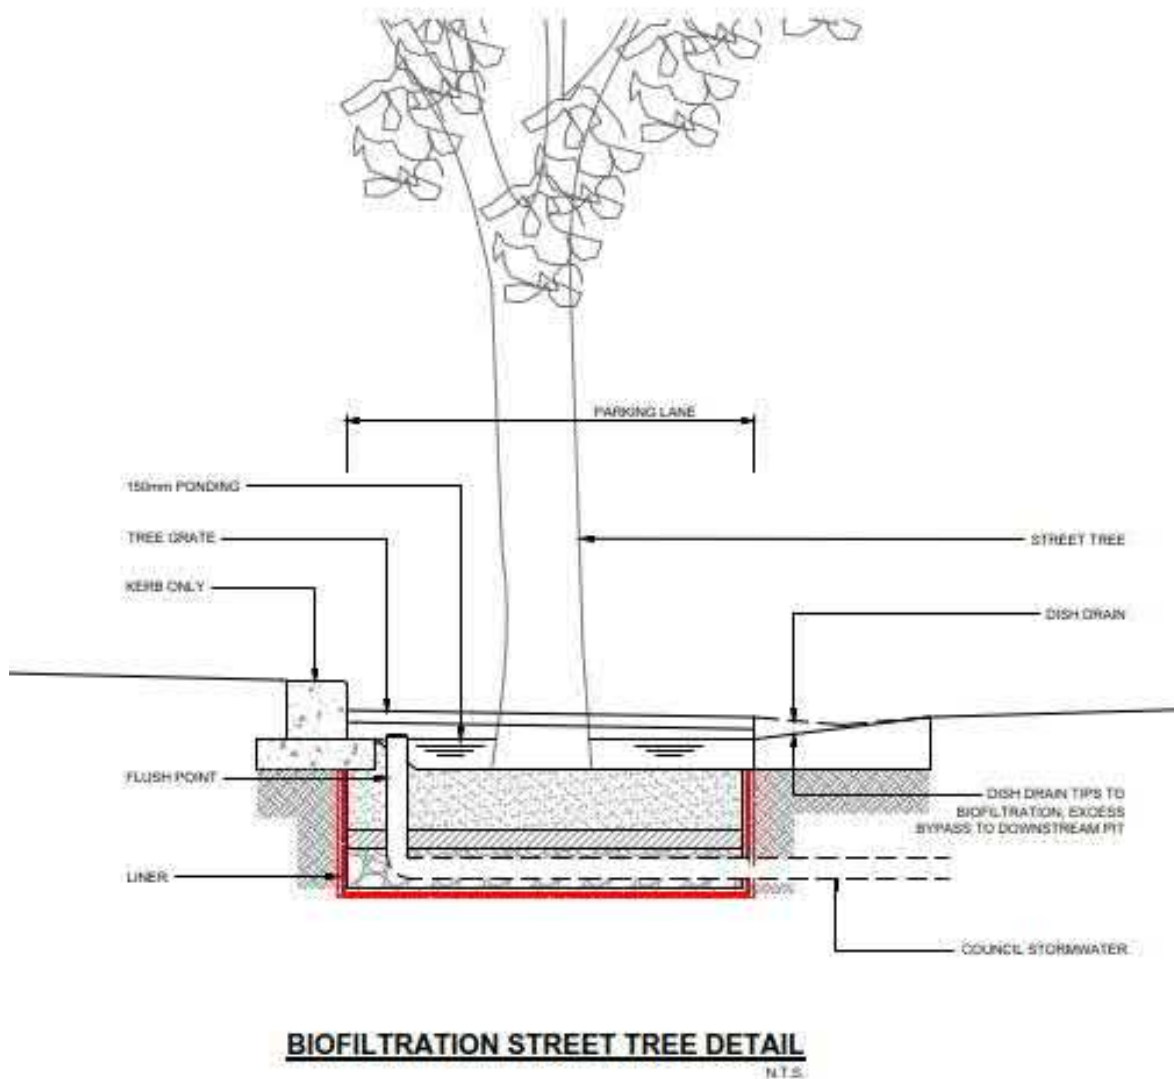 PARKING LANE
150mm PONDING
TREE GRATE
STREET TREE
KERB ONLY
DISH DRAIN
FLUSH POINT
DISH DRAIN TIPS TO
BIOFILTRATION, EXCESS
BYPASS TO DOWNSTREAM PIT
LINER
COUNCIL STORMWATER
BIOFILTRATION STREET TREE DETAIL
N.T.S.